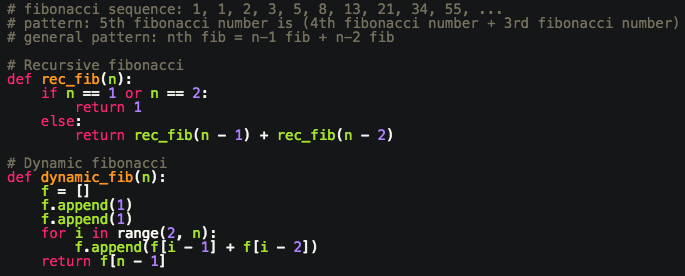 # fibonacci sequence: 1, 1, 2, 3, 5, 8, 13, 21, 34, 55, ...
# pattern: 5th fibonacci number is (4th fibonacci number + 3rd fibonacci number)
# general pattern: nth fib = n-1 fib + n-2 fib

# Recursive fibonacci
def rec_fib(n):
    if n == 1 or n == 2:
        return 1
    else:
        return rec_fib(n - 1) + rec_fib(n - 2)

# Dynamic fibonacci
def dynamic_fib(n):
    f = []
    f.append(1)
    f.append(1)
    for i in range(2, n):
        f.append(f[i - 1] + f[i - 2])
    return f[n - 1]